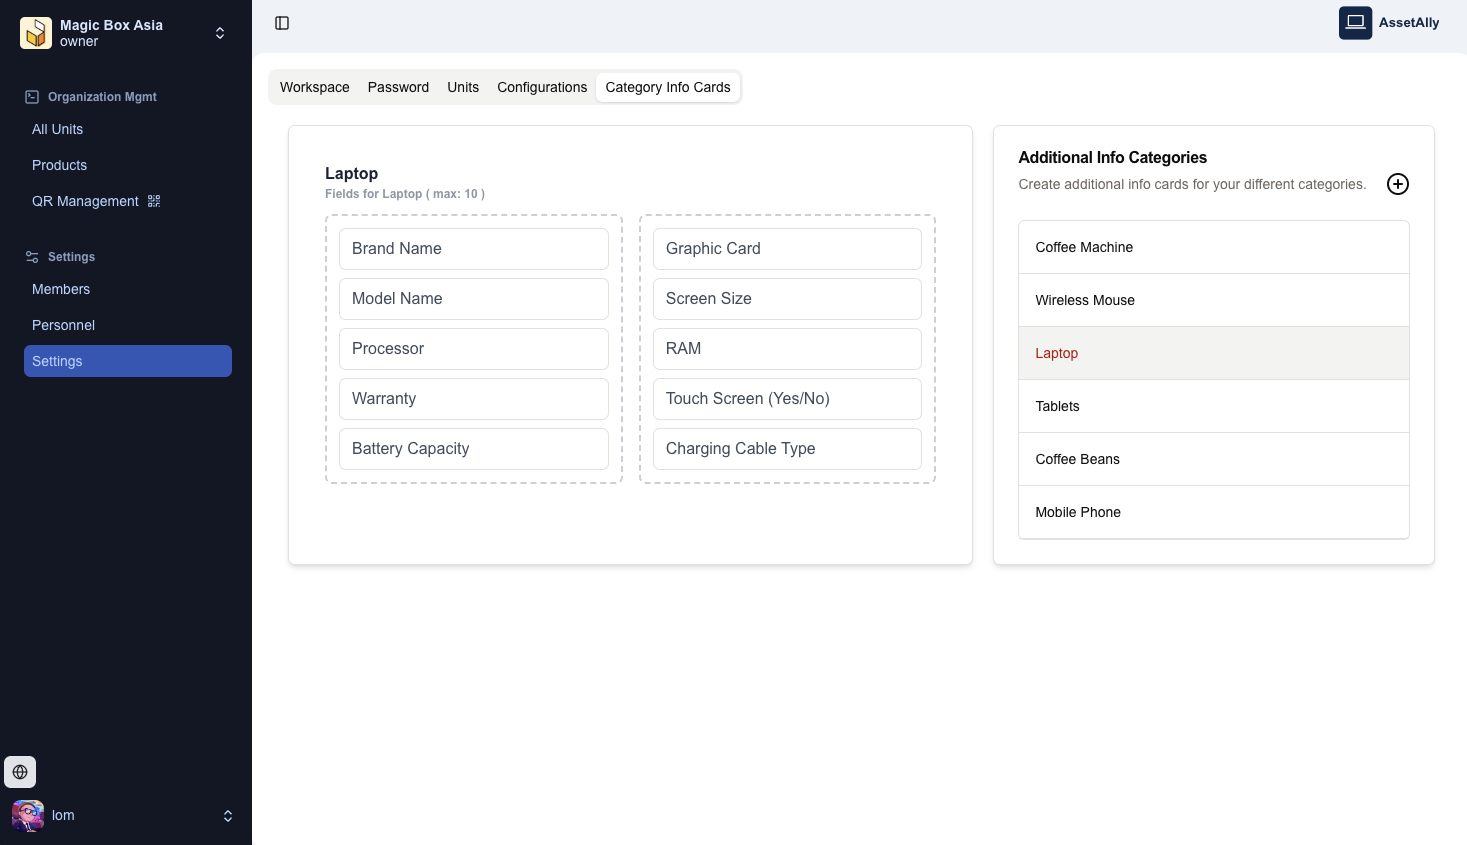 Magic Box Asia
owner
Organization Mgmt
All Units
Products
QR Management
Settings
Members
Personnel
Settings
lom
AssetAlly
Workspace Password Units Configurations Category Info Cards
Laptop
Fields for Laptop ( max: 10 )
Brand Name
Model Name
Processor
Warranty
Battery Capacity
Graphic Card
Screen Size
RAM
Touch Screen (Yes/No)
Charging Cable Type
Additional Info Categories
Create additional info cards for your different categories.
Coffee Machine
Wireless Mouse
Laptop
Tablets
Coffee Beans
Mobile Phone